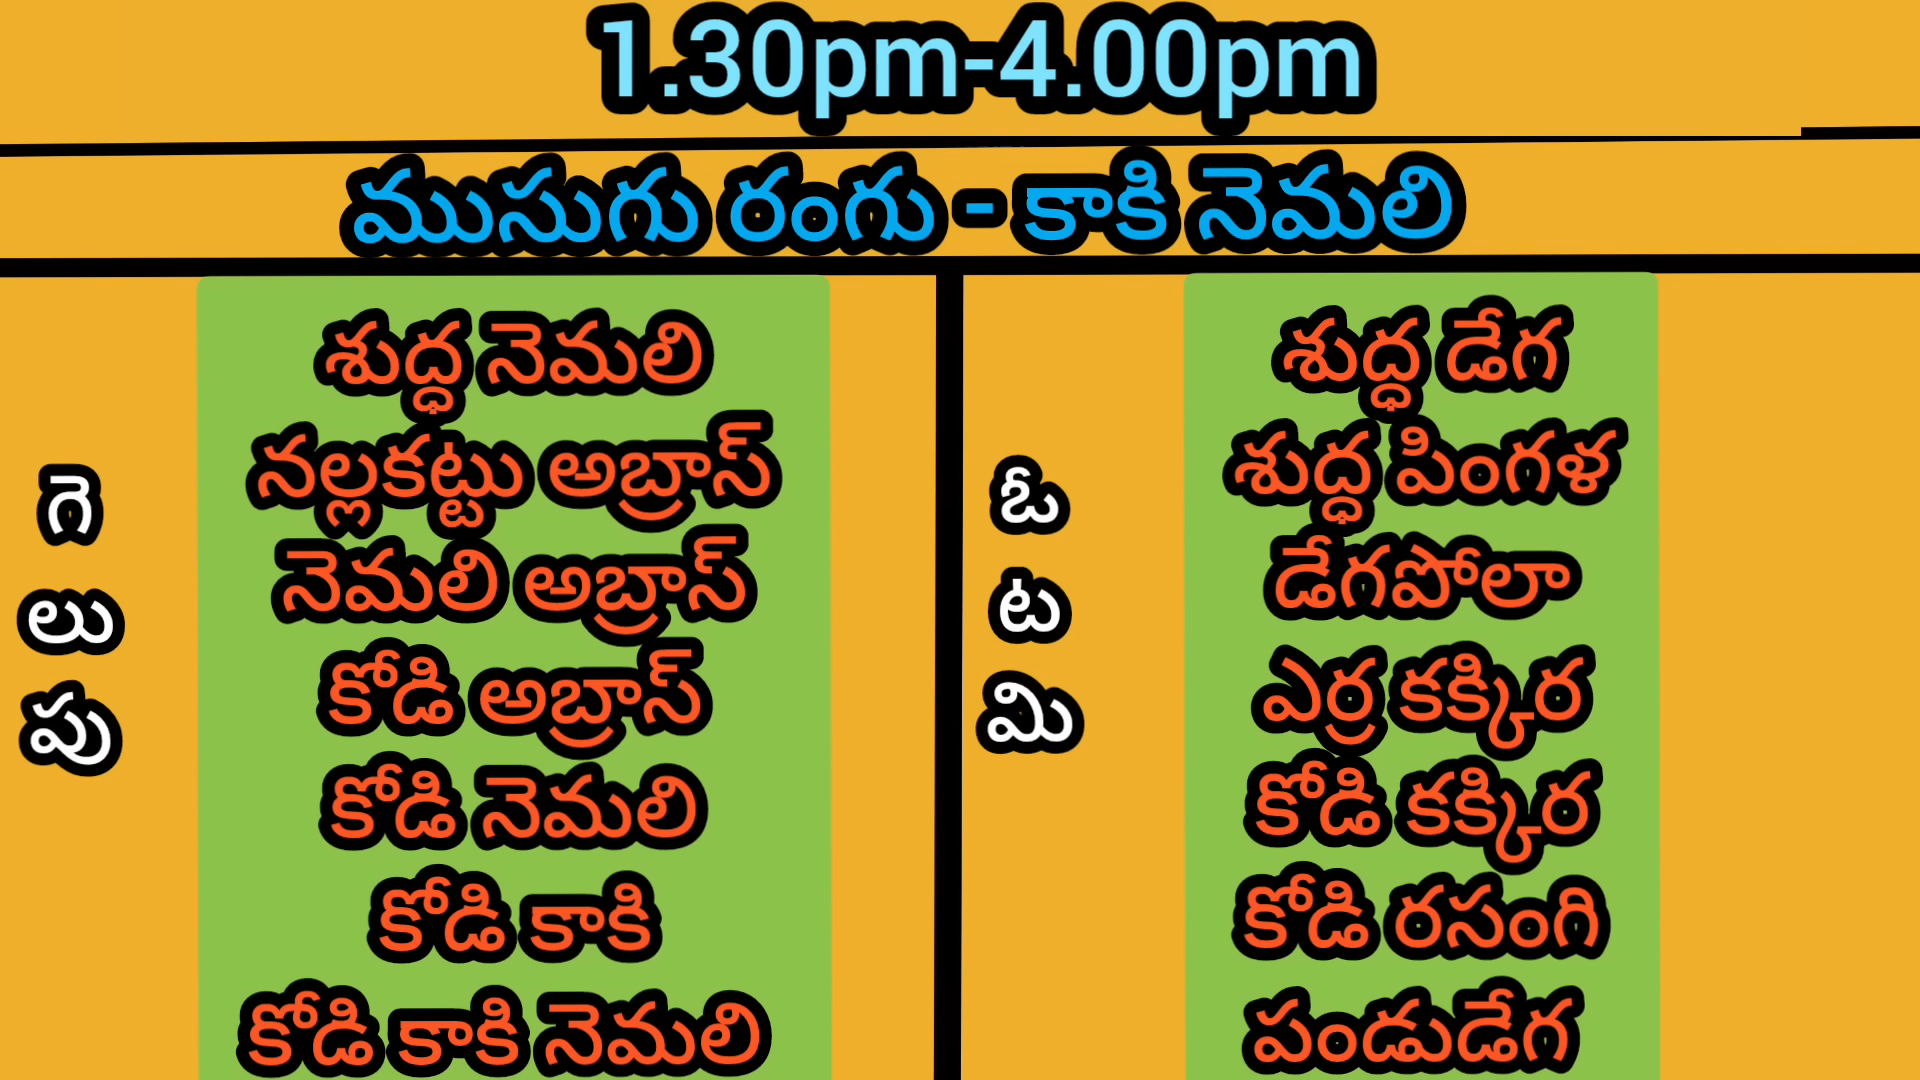 1.30pm-4.00pm
ముసుగు రంగు - కాకి నెమలి
గె
లు
పు
శుద్ధ నెమలి
నల్లకట్టు అబ్రాస్
నెమలి అబ్రాస్
కోడి అబ్రాస్
కోడి నెమలి
కోడి కాకి
కోడి కాకి నెమలి
ఓ
ట
మి
శుద్ధ డేగ
శుద్ధ పింగళ
డేగపోలా
ఎర్ర కక్కిర
కోడి కక్కిర
కోడి రసంగి
పండుడేగ